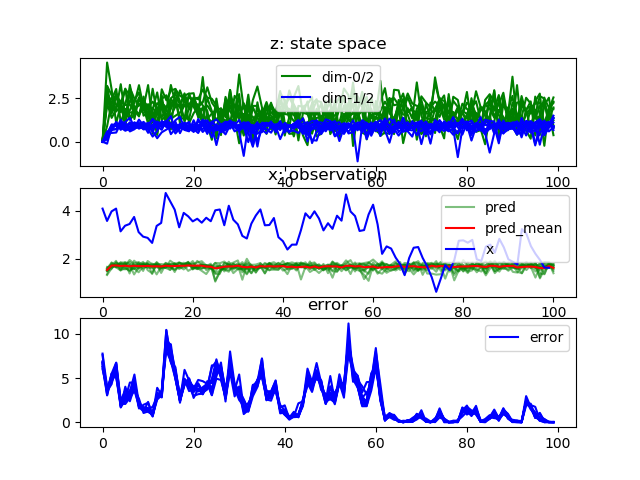 z: state space
dim-0/2
dim-1/2
2.5
0.0
0 20 40 60 80 100
x: observation
pred
pred_mean
x
4
2
0 20 40 60 80 100
error
error
10
5
0
0 20 40 60 80 100